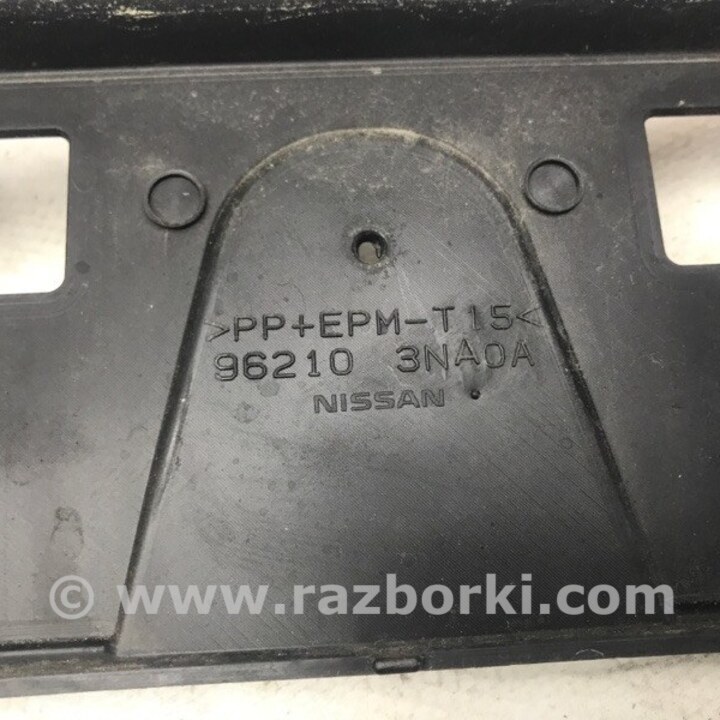 >PP+EPM-T15<
96210 3NA0A
NISSAN
© www.razborki.com